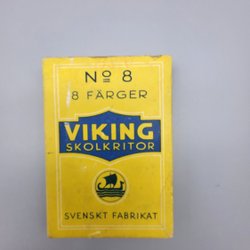 No 8
8 FÄRGER
VIKING
SKOLKRITOR
SVENSKT FABRIKAT